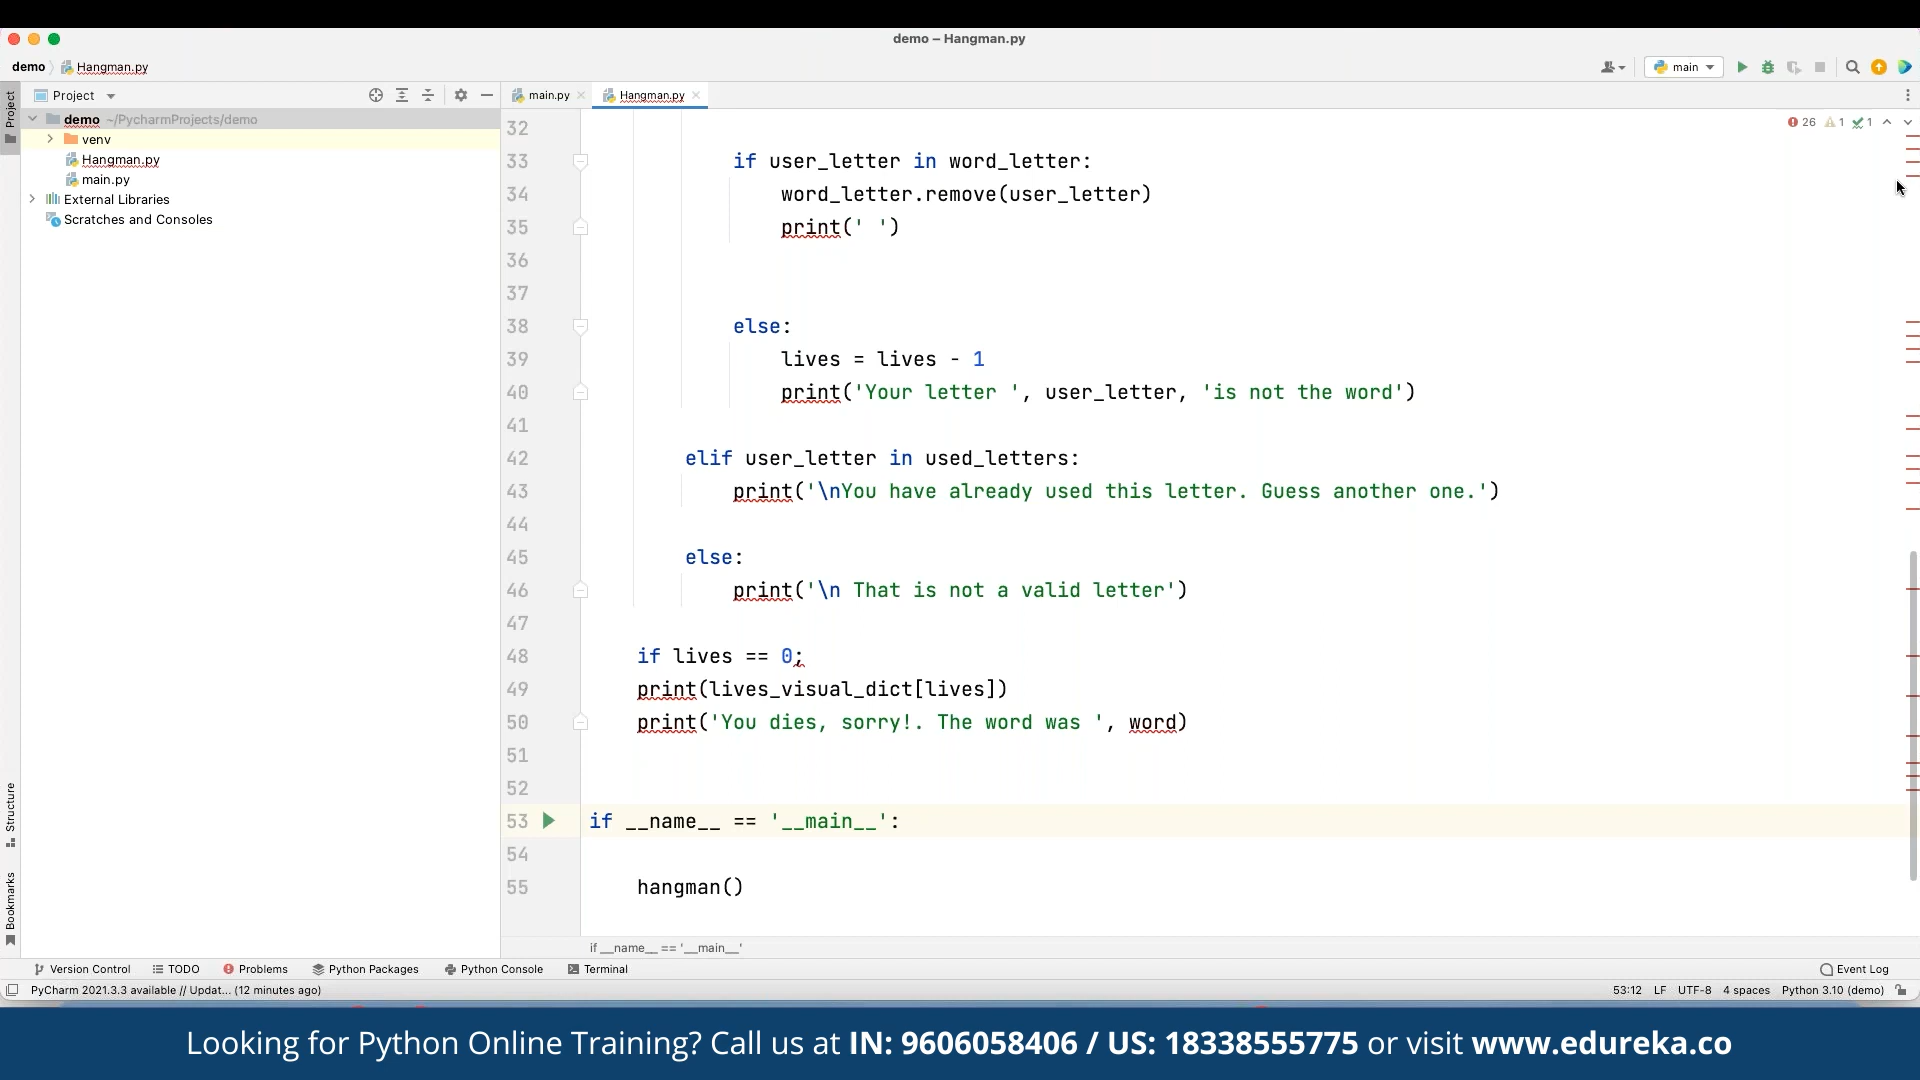 demo – Hangman.py
demo
Hangman.py
main
Project
Project
main.py
Hangman.py
demo ~/PycharmProjects/demo
venv
Hangman.py
main.py
External Libraries
Scratches and Consoles
26 1 1
32
33 if user_letter in word_letter:
34 word_letter.remove(user_letter)
35 print(' ')
36
37
38 else:
39 lives = lives - 1
40 print('Your letter ', user_letter, 'is not the word')
41
42 elif user_letter in used_letters:
43 print('\nYou have already used this letter. Guess another one.')
44
45 else:
46 print('\n That is not a valid letter')
47
48 if lives == 0;
49 print(lives_visual_dict[lives])
50 print('You dies, sorry!. The word was ', word)
51
52
53 if __name__ == '__main__':
54
55 hangman()
Structure
Bookmarks
if __name__ == '__main__'
Version Control TODO Problems Python Packages Python Console Terminal Event Log
PyCharm 2021.3.3 available // Updat... (12 minutes ago) 53:12 LF UTF-8 4 spaces Python 3.10 (demo)
Looking for Python Online Training? Call us at IN: 9606058406 / US: 18338555775 or visit www.edureka.co